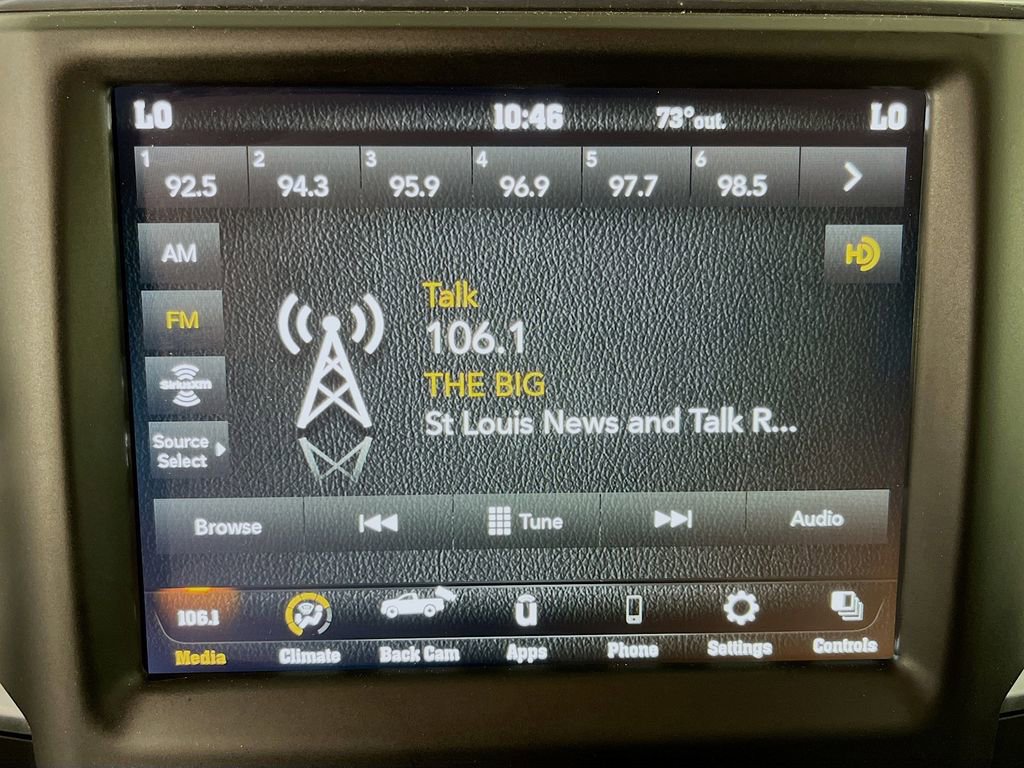 LO 10:46 73° out. LO
1 2 3 4 5 6
92.5 94.3 95.9 96.9 97.7 98.5
AM
HD
FM
Talk
106.1
siriusxm
THE BIG
St Louis News and Talk R...
Source
Select
Browse Tune Audio
106.1
Media Climate Back Cam Apps Phone Settings Controls